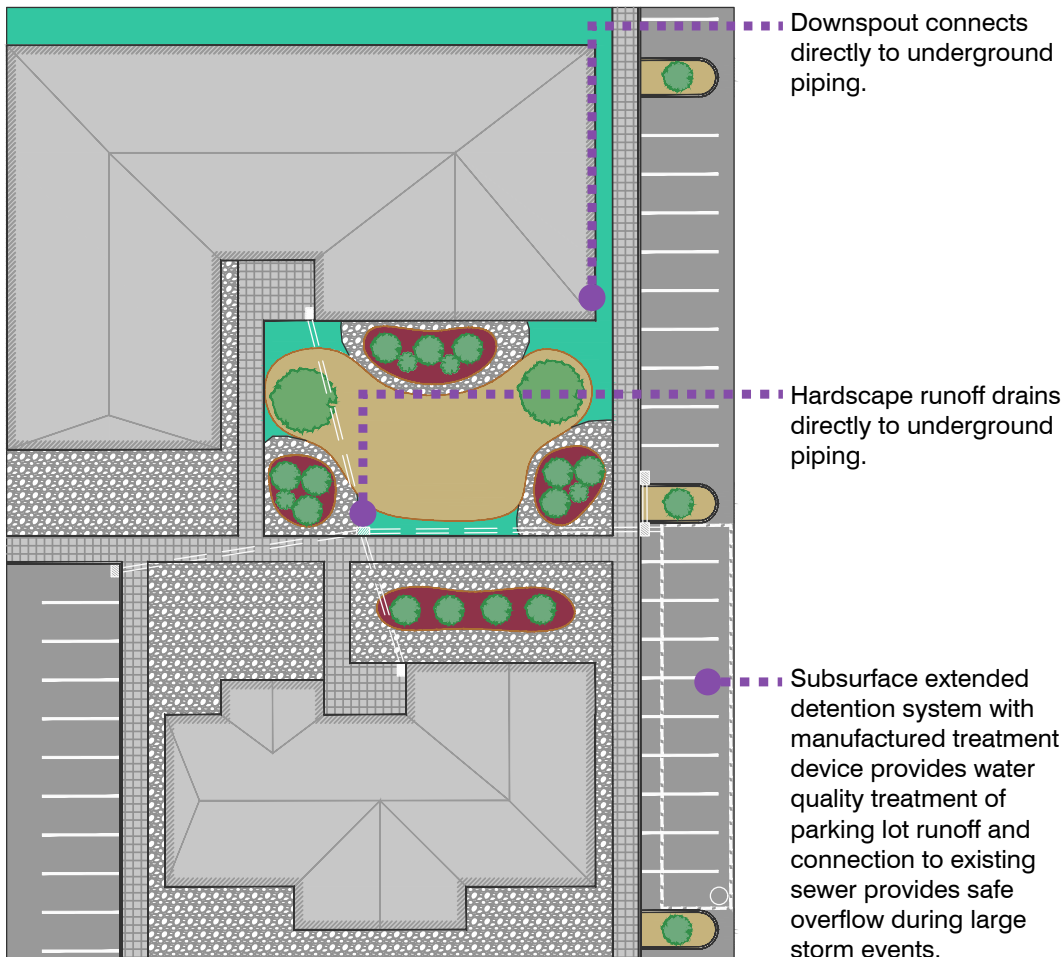 Downspout connects
directly to underground
piping.
Hardscape runoff drains
directly to underground
piping.
Subsurface extended
detention system with
manufactured treatment
device provides water
quality treatment of
parking lot runoff and
connection to existing
sewer provides safe
overflow during large
storm events.